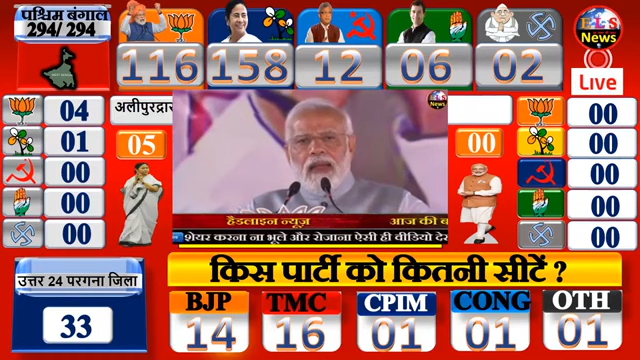 पश्चिम बंगाल
294/294
116
158
12
06
02
E L S
News
Live
04
अलीपुरद्वार
01
05
00
00
00
00
00
00
00
00
00
हैडलाइन न्यूज़
आज की ब
शेयर करना ना भूले और रोजाना ऐसी ही वीडियो देख
किस पार्टी को कितनी सीटें ?
उत्तर 24 परगना जिला
33
BJP
TMC
CPIM
CONG
OTH
14
16
01
01
01